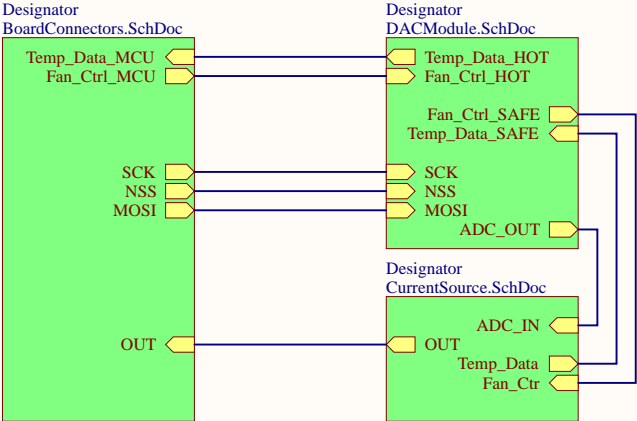 Designator
BoardConnectors.SchDoc
Temp_Data_MCU
Fan_Ctrl_MCU
SCK
NSS
MOSI
OUT
Designator
DACModule.SchDoc
Temp_Data_HOT
Fan_Ctrl_HOT
Fan_Ctrl_SAFE
Temp_Data_SAFE
SCK
NSS
MOSI
ADC_OUT
Designator
CurrentSource.SchDoc
ADC_IN
OUT
Temp_Data
Fan_Ctr